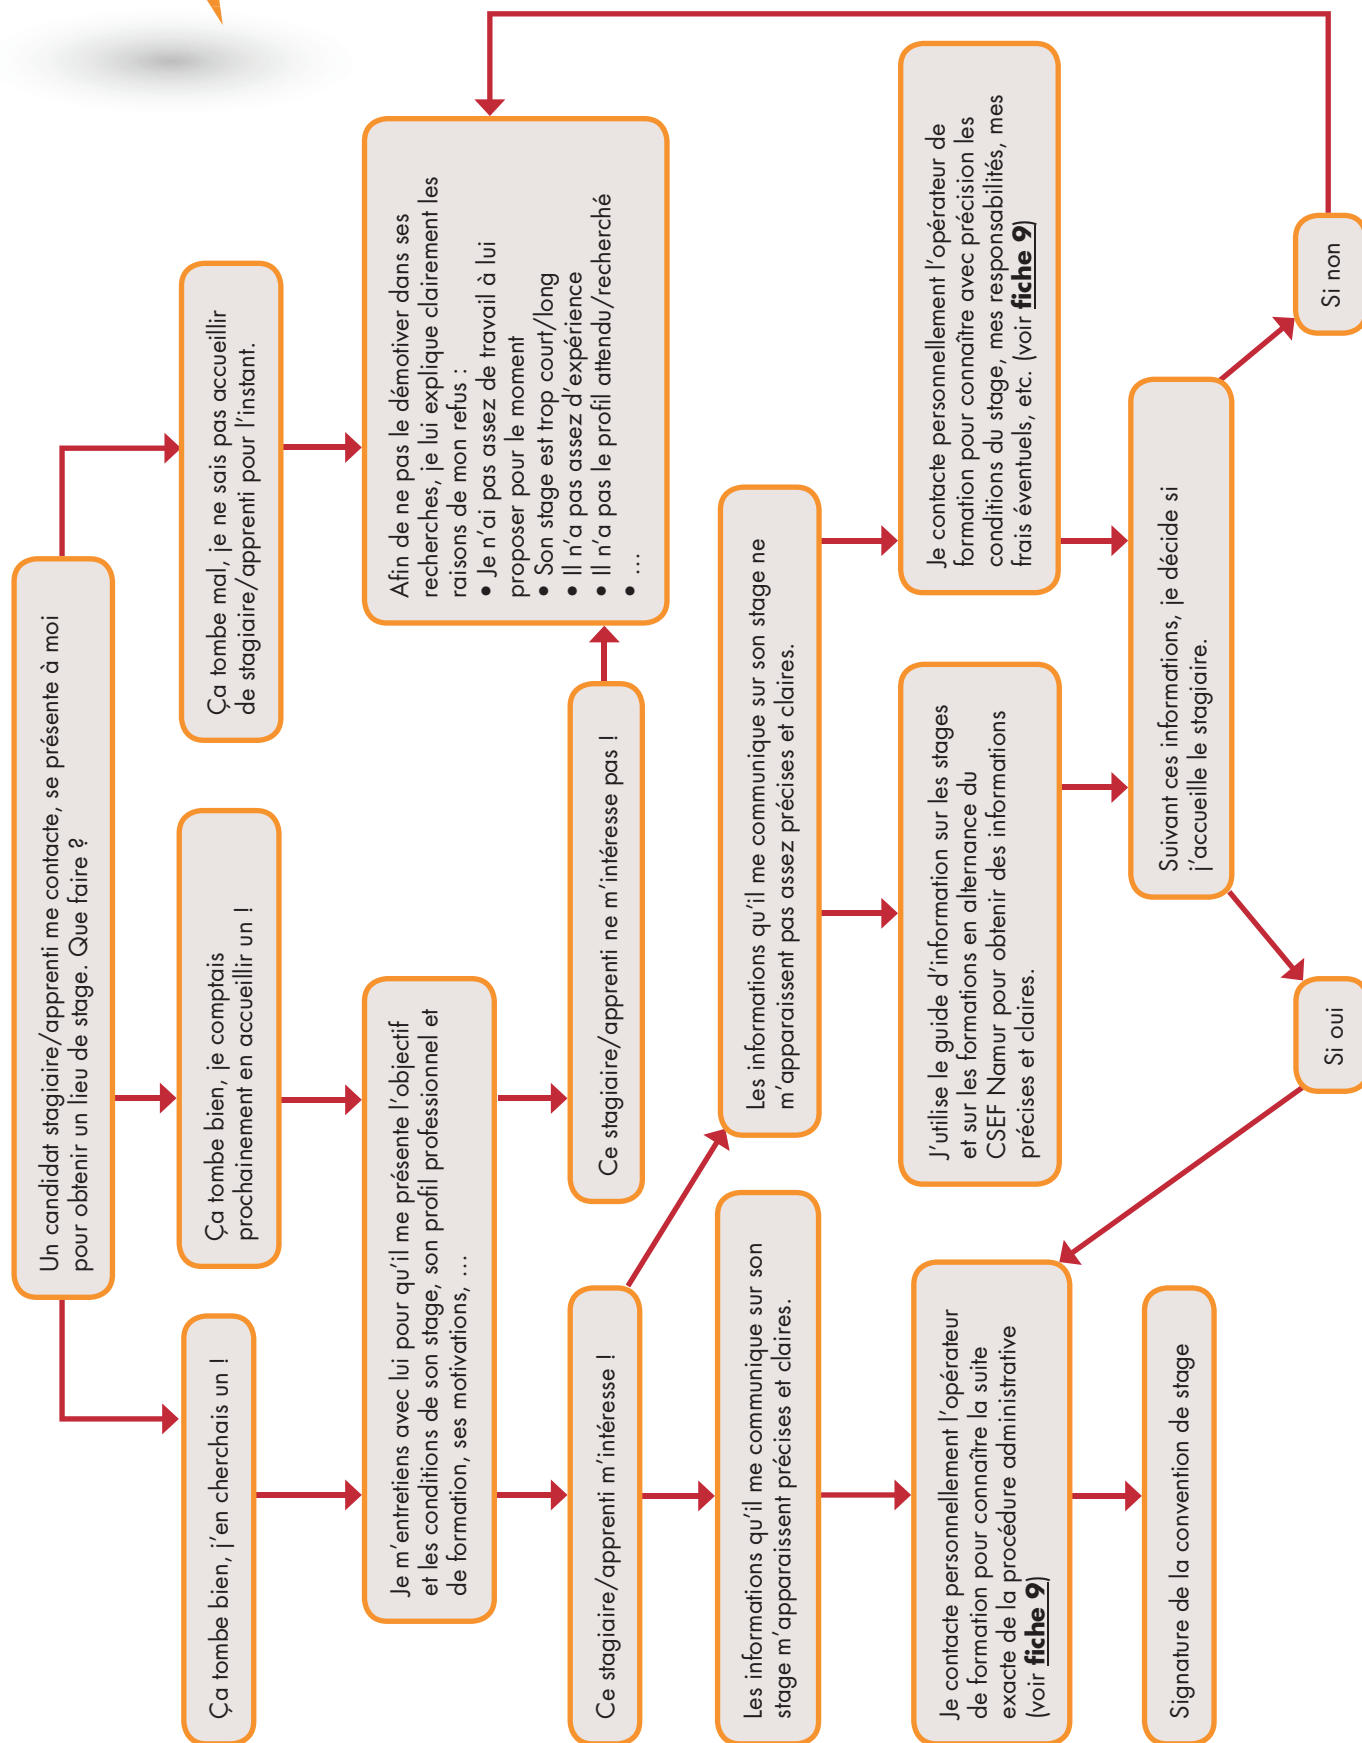 Un candidat stagiaire/apprenti me contacte, se présente à moi
pour obtenir un lieu de stage. Que faire ?
Ça tombe bien, j'en cherchais un !
Ça tombe bien, je comptais
prochainement en accueillir un !
Ça tombe mal, je ne sais pas accueillir
de stagiaire/apprenti pour l'instant.
Je m'entretiens avec lui pour qu'il me présente l'objectif
et les conditions de son stage, son profil professionnel et
de formation, ses motivations, …
Afin de ne pas le démotiver dans ses
recherches, je lui explique clairement les
raisons de mon refus :
• Je n'ai pas assez de travail à lui
proposer pour le moment
• Son stage est trop court/long
• Il n'a pas assez d'expérience
• Il n'a pas le profil attendu/recherché
• …
Ce stagiaire/apprenti m'intéresse !
Ce stagiaire/apprenti ne m'intéresse pas !
Les informations qu'il me communique sur son
stage m'apparaissent précises et claires.
Les informations qu'il me communique sur son stage ne
m'apparaissent pas assez précises et claires.
Je contacte personnellement l'opérateur
de formation pour connaître la suite
exacte de la procédure administrative
(voir fiche 9)
J'utilise le guide d'information sur les stages
et sur les formations en alternance du
CSEF Namur pour obtenir des informations
précises et claires.
Je contacte personnellement l'opérateur de
formation pour connaître avec précision les
conditions du stage, mes responsabilités, mes
frais éventuels, etc. (voir fiche 9)
Signature de la convention de stage
Suivant ces informations, je décide si
j'accueille le stagiaire.
Si oui
Si non